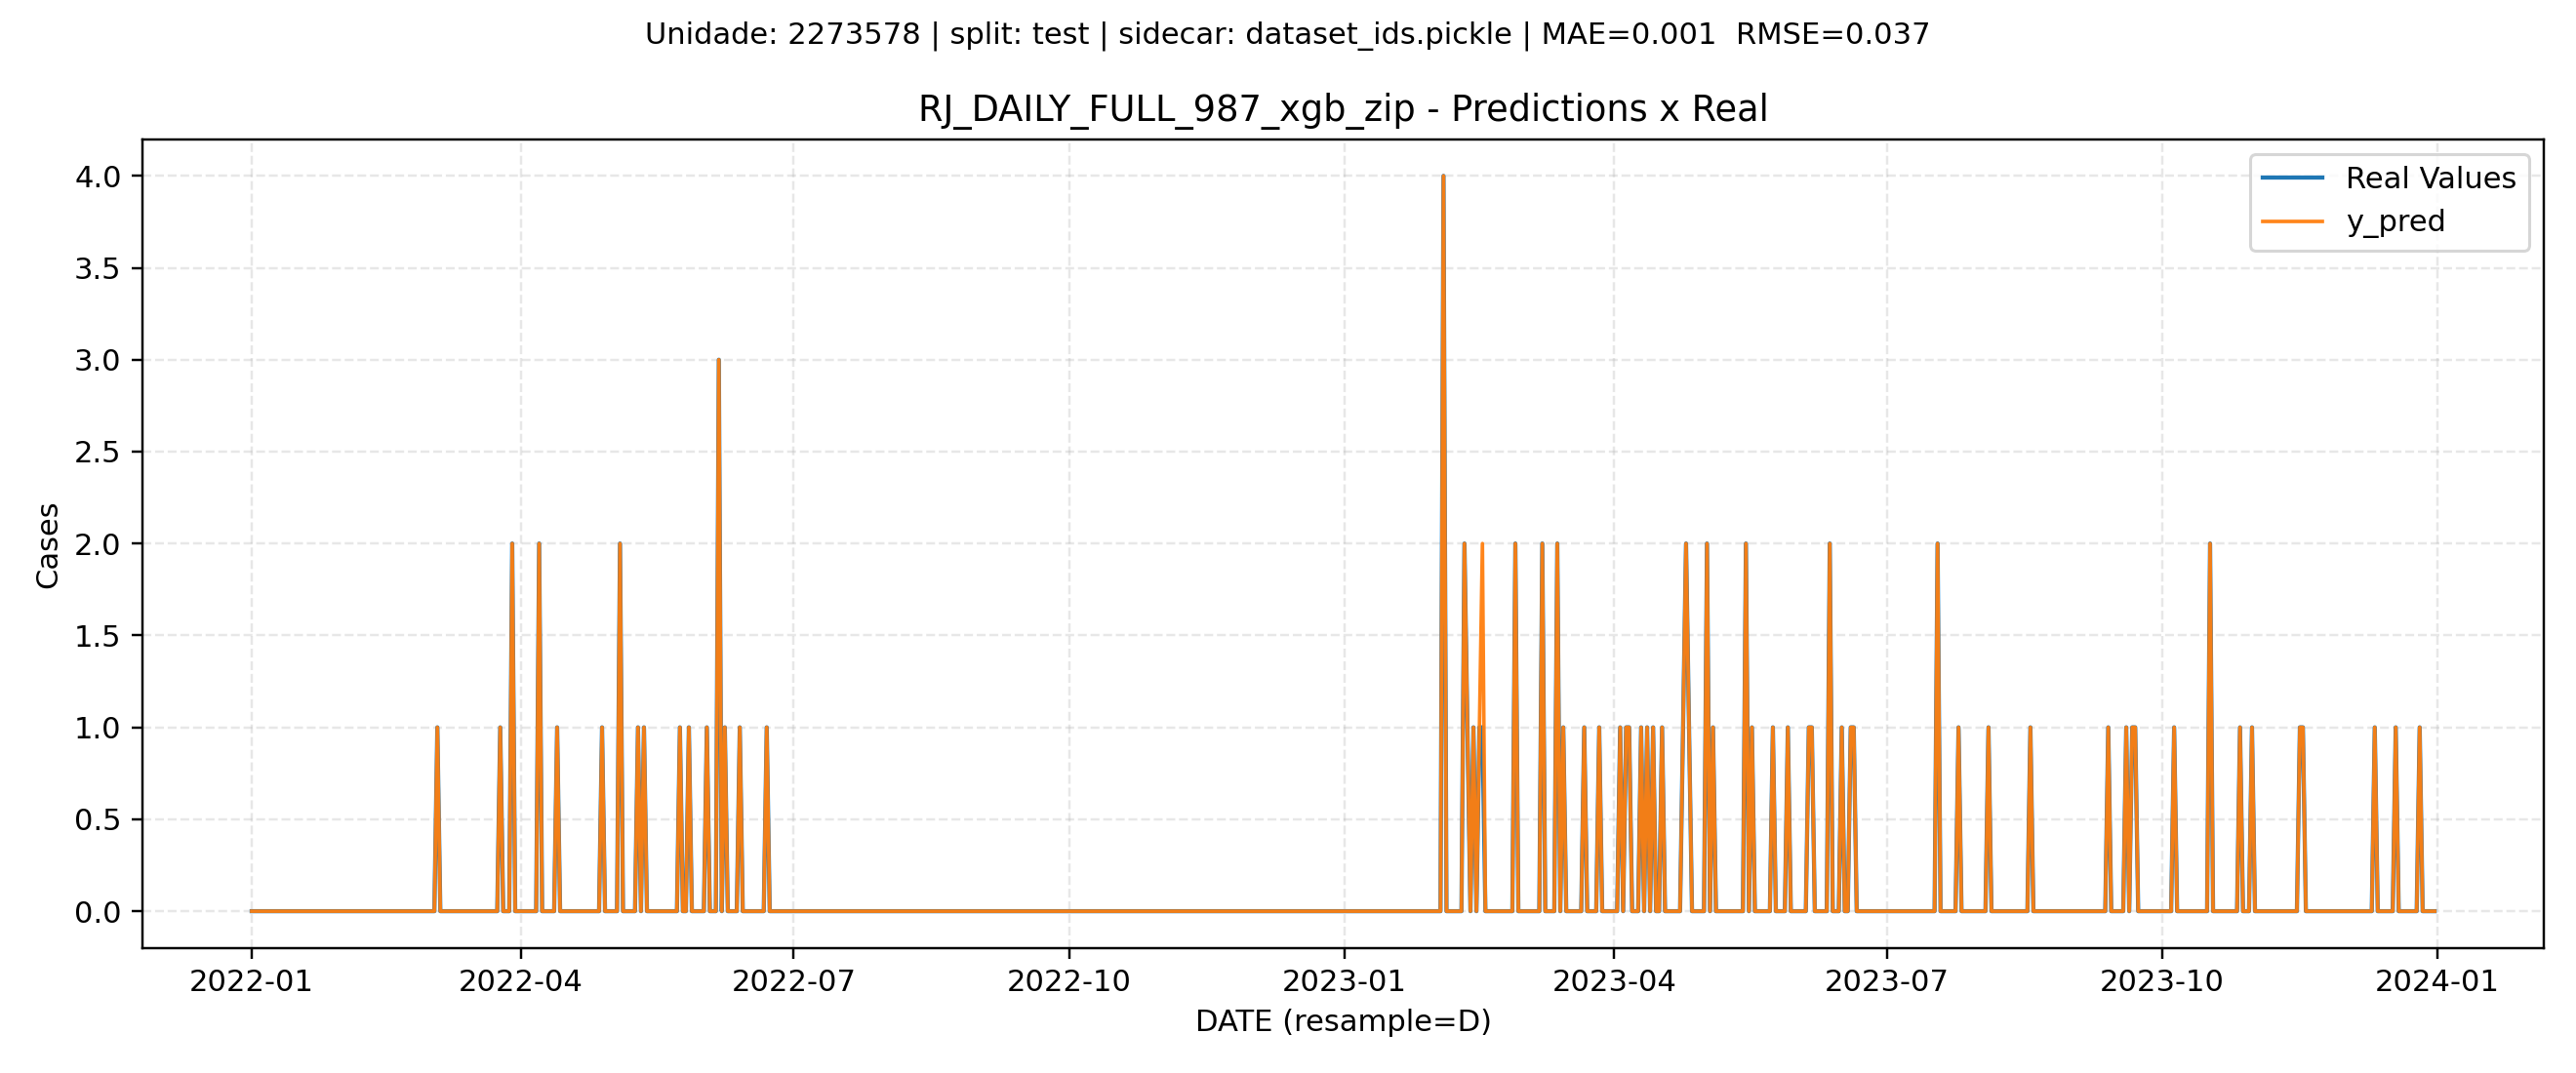 Unidade: 2273578 | split: test | sidecar: dataset_ids.pickle | MAE=0.001  RMSE=0.037
RJ_DAILY_FULL_987_xgb_zip - Predictions x Real
Real Values
y_pred
4.0
3.5
3.0
2.5
2.0
1.5
1.0
0.5
0.0
Cases
2022-01 2022-04 2022-07 2022-10 2023-01 2023-04 2023-07 2023-10 2024-01
DATE (resample=D)